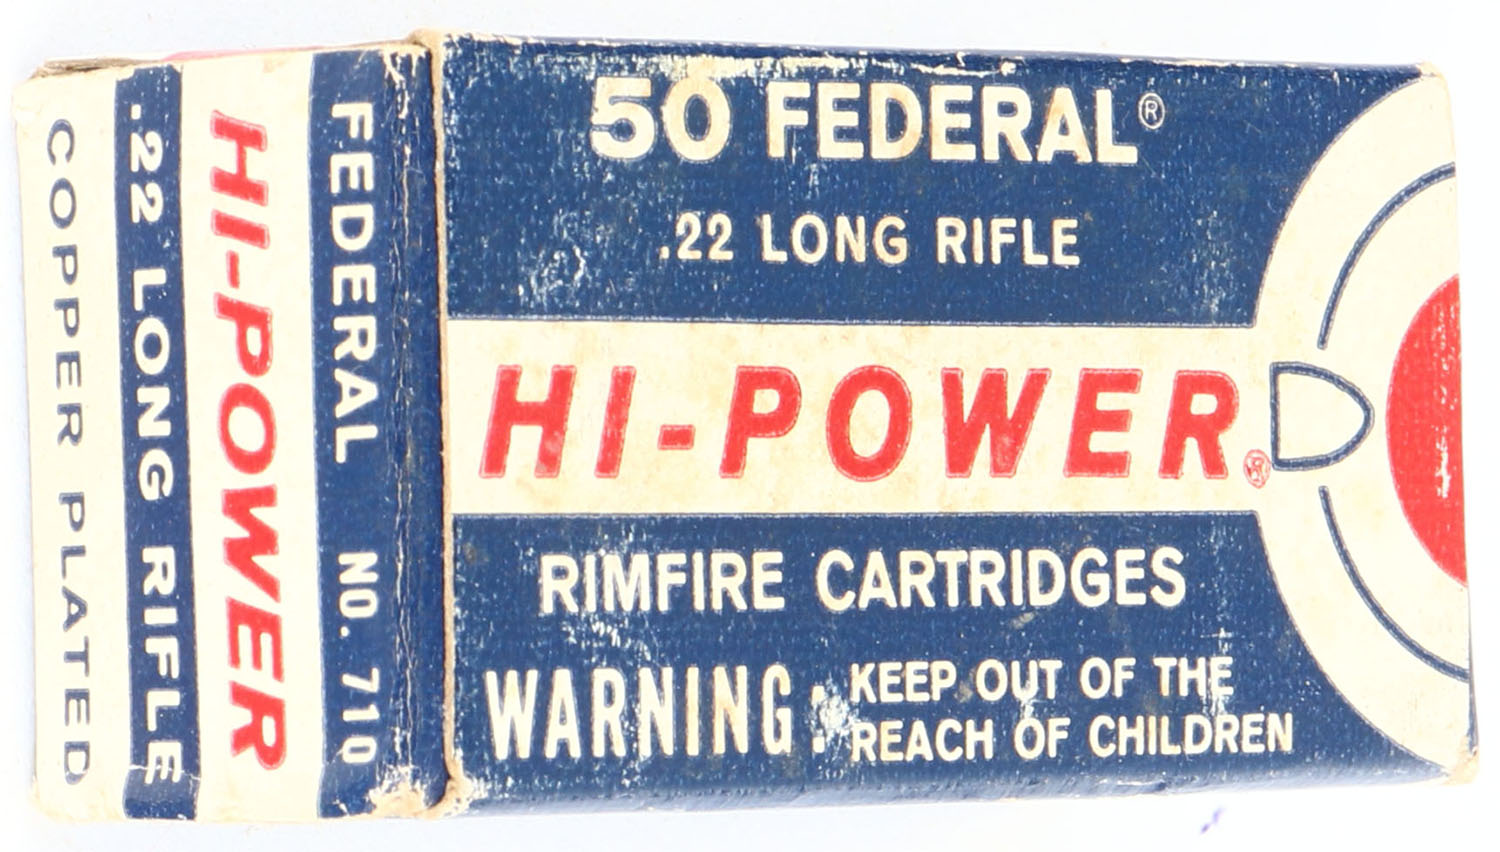 50 FEDERAL®
.22 LONG RIFLE
HI-POWER®
RIMFIRE CARTRIDGES
WARNING: KEEP OUT OF THE
REACH OF CHILDREN
FEDERAL NO. 710
HI-POWER
.22 LONG RIFLE
COPPER PLATED